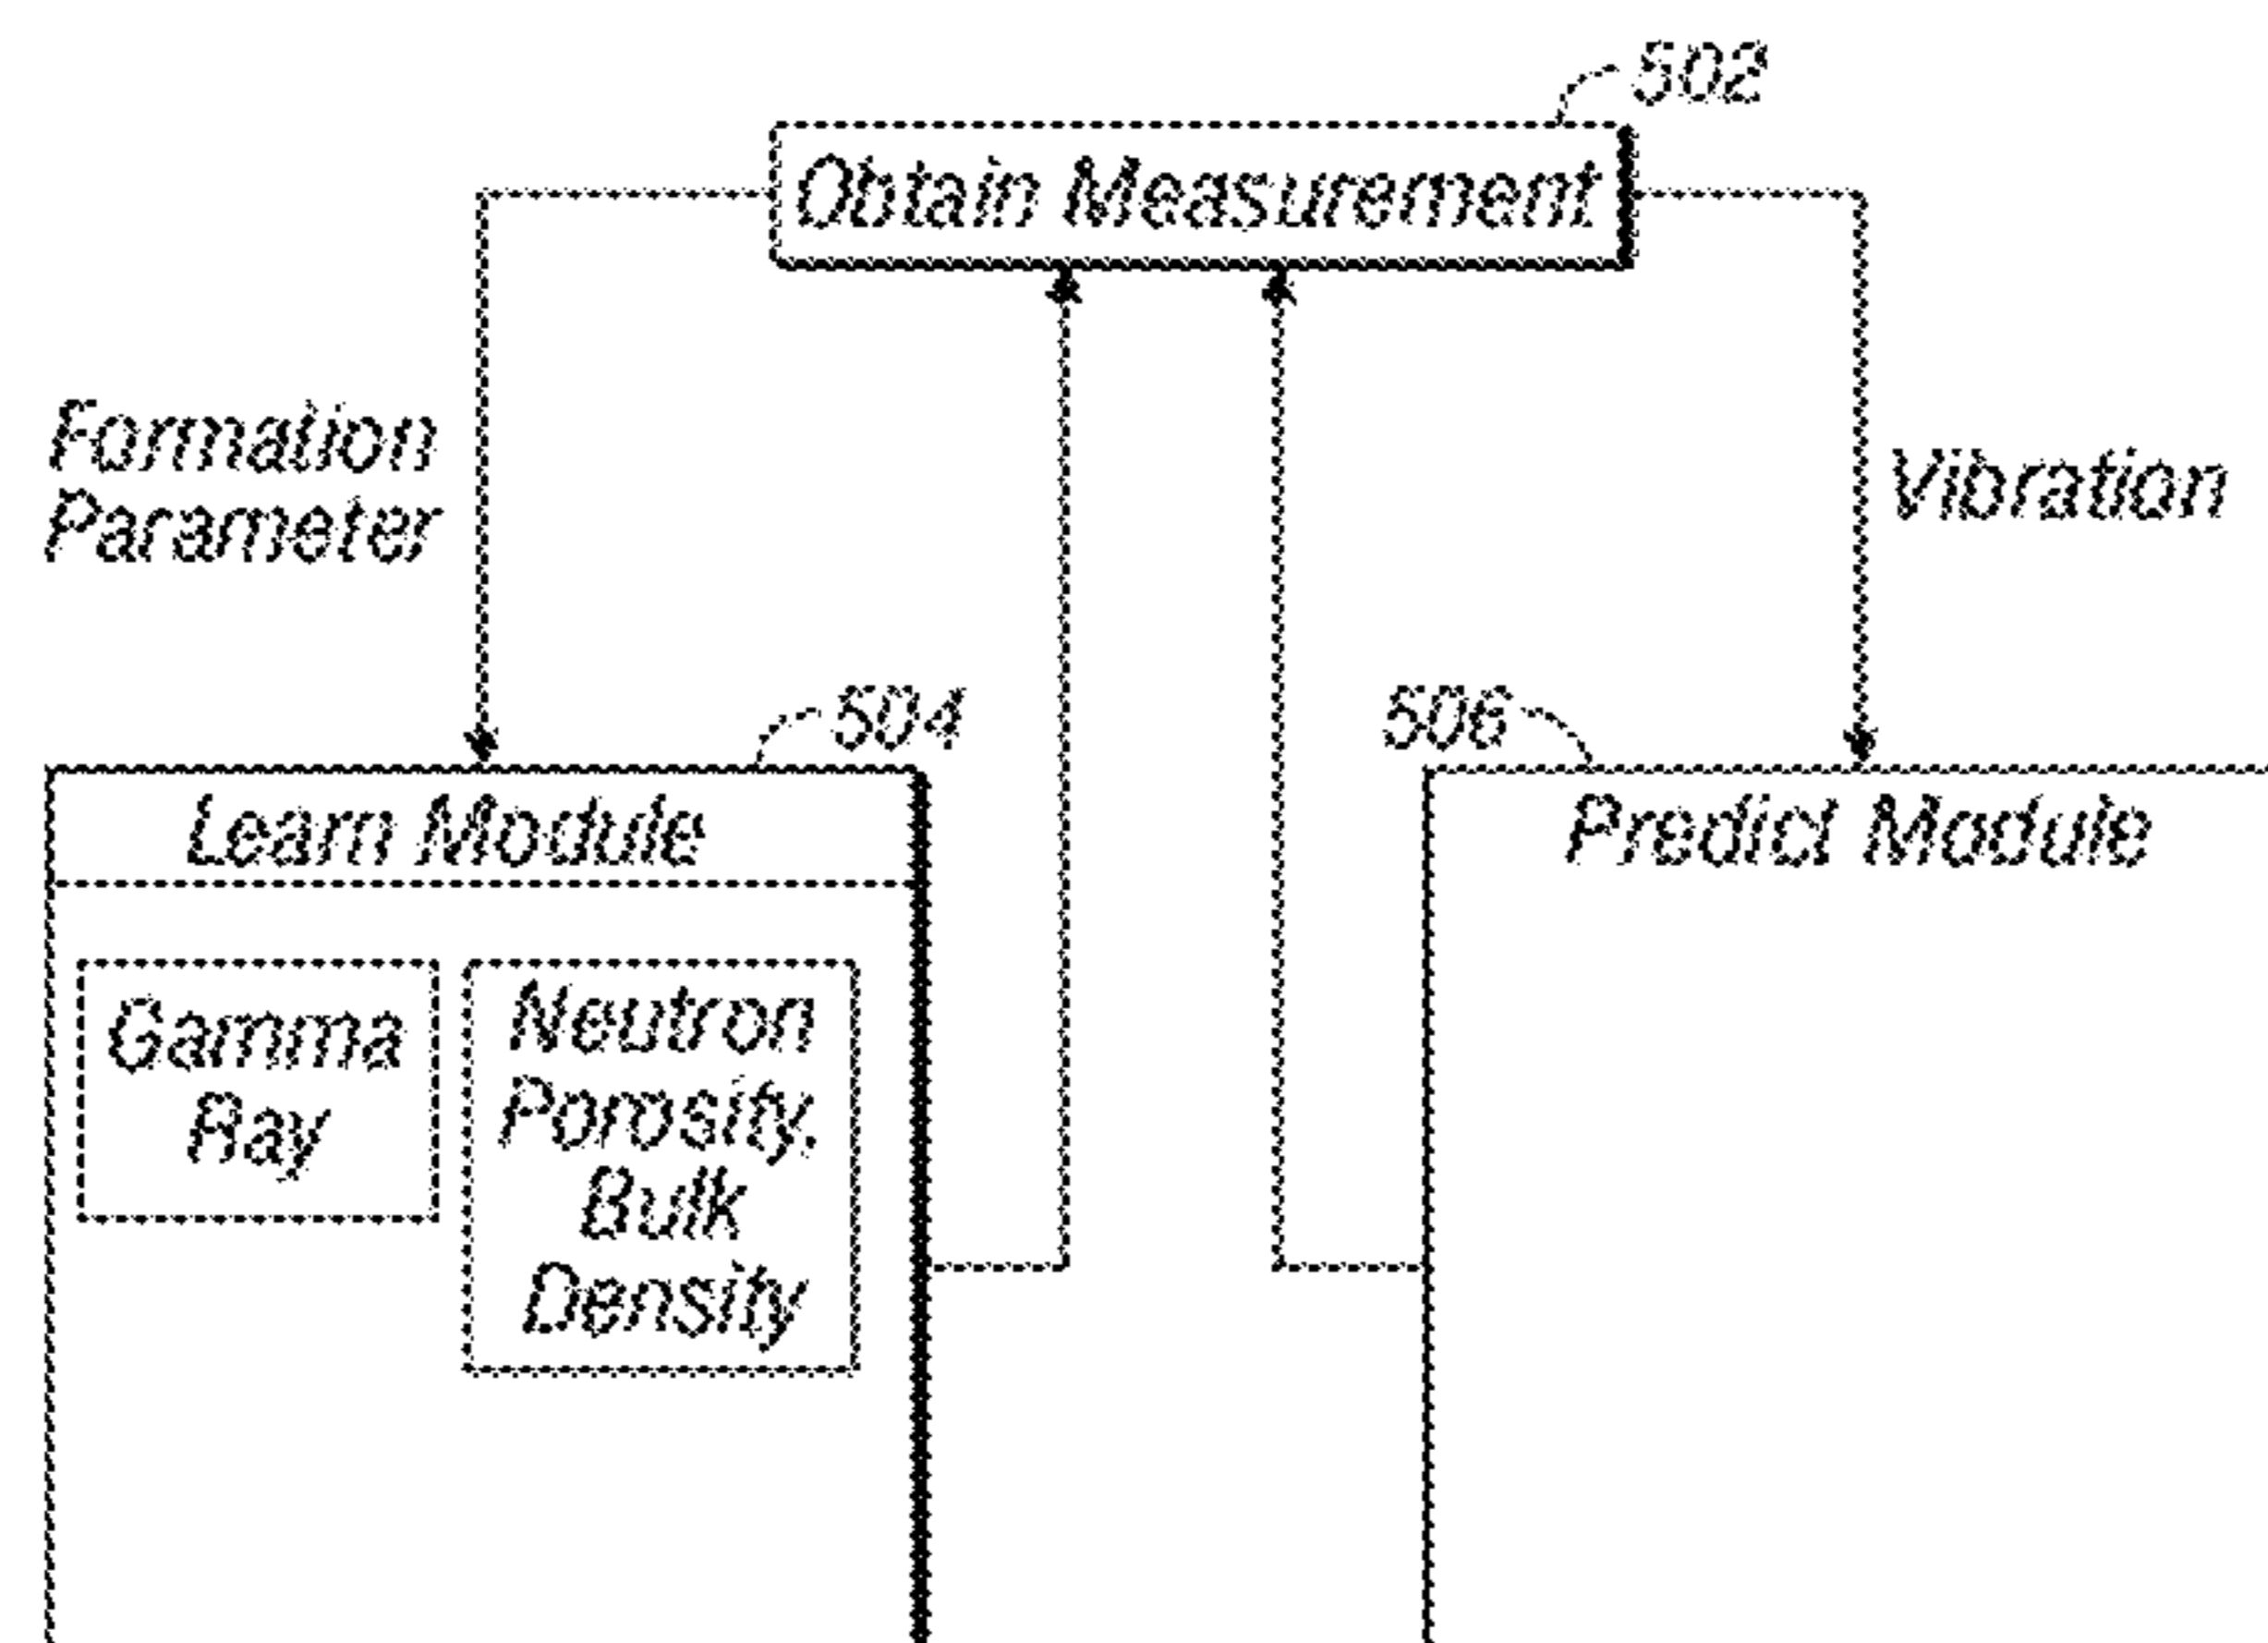 502
Obtain Measurement
Formation
Parameter
Vibration
504
506
Learn Module
Predict Module
Gamma
Ray
Neutron
Porosity,
Bulk
Density